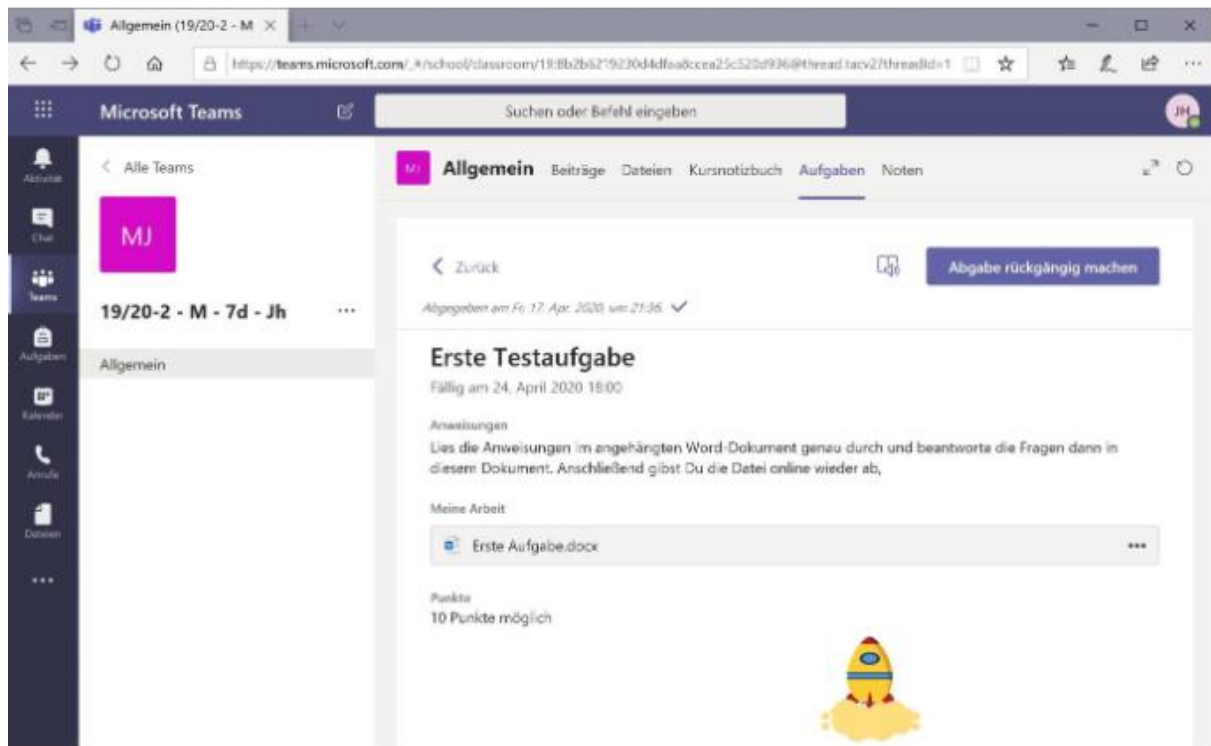 Allgemein (19/20-2 - M
Microsoft Teams
Suchen oder Befehl eingeben
JH
Aktivität
Chat
Teams
Aufgaben
Kalender
Anrufe
Dateien
Alle Teams
MJ
19/20-2 - M - 7d - Jh
Allgemein
MJ Allgemein Beiträge Dateien Kursnotizbuch Aufgaben Noten
Zurück
Abgabe rückgängig machen
Abgegeben am Fr. 17. Apr. 2020, um 21:36.
Erste Testaufgabe
Fällig am 24. April 2020 18:00
Anweisungen
Lies die Anweisungen im angehängten Word-Dokument genau durch und beantworte die Fragen dann in
diesem Dokument. Anschließend gibst Du die Datei online wieder ab,
Meine Arbeit
Erste Aufgabe.docx
Punkte
10 Punkte möglich